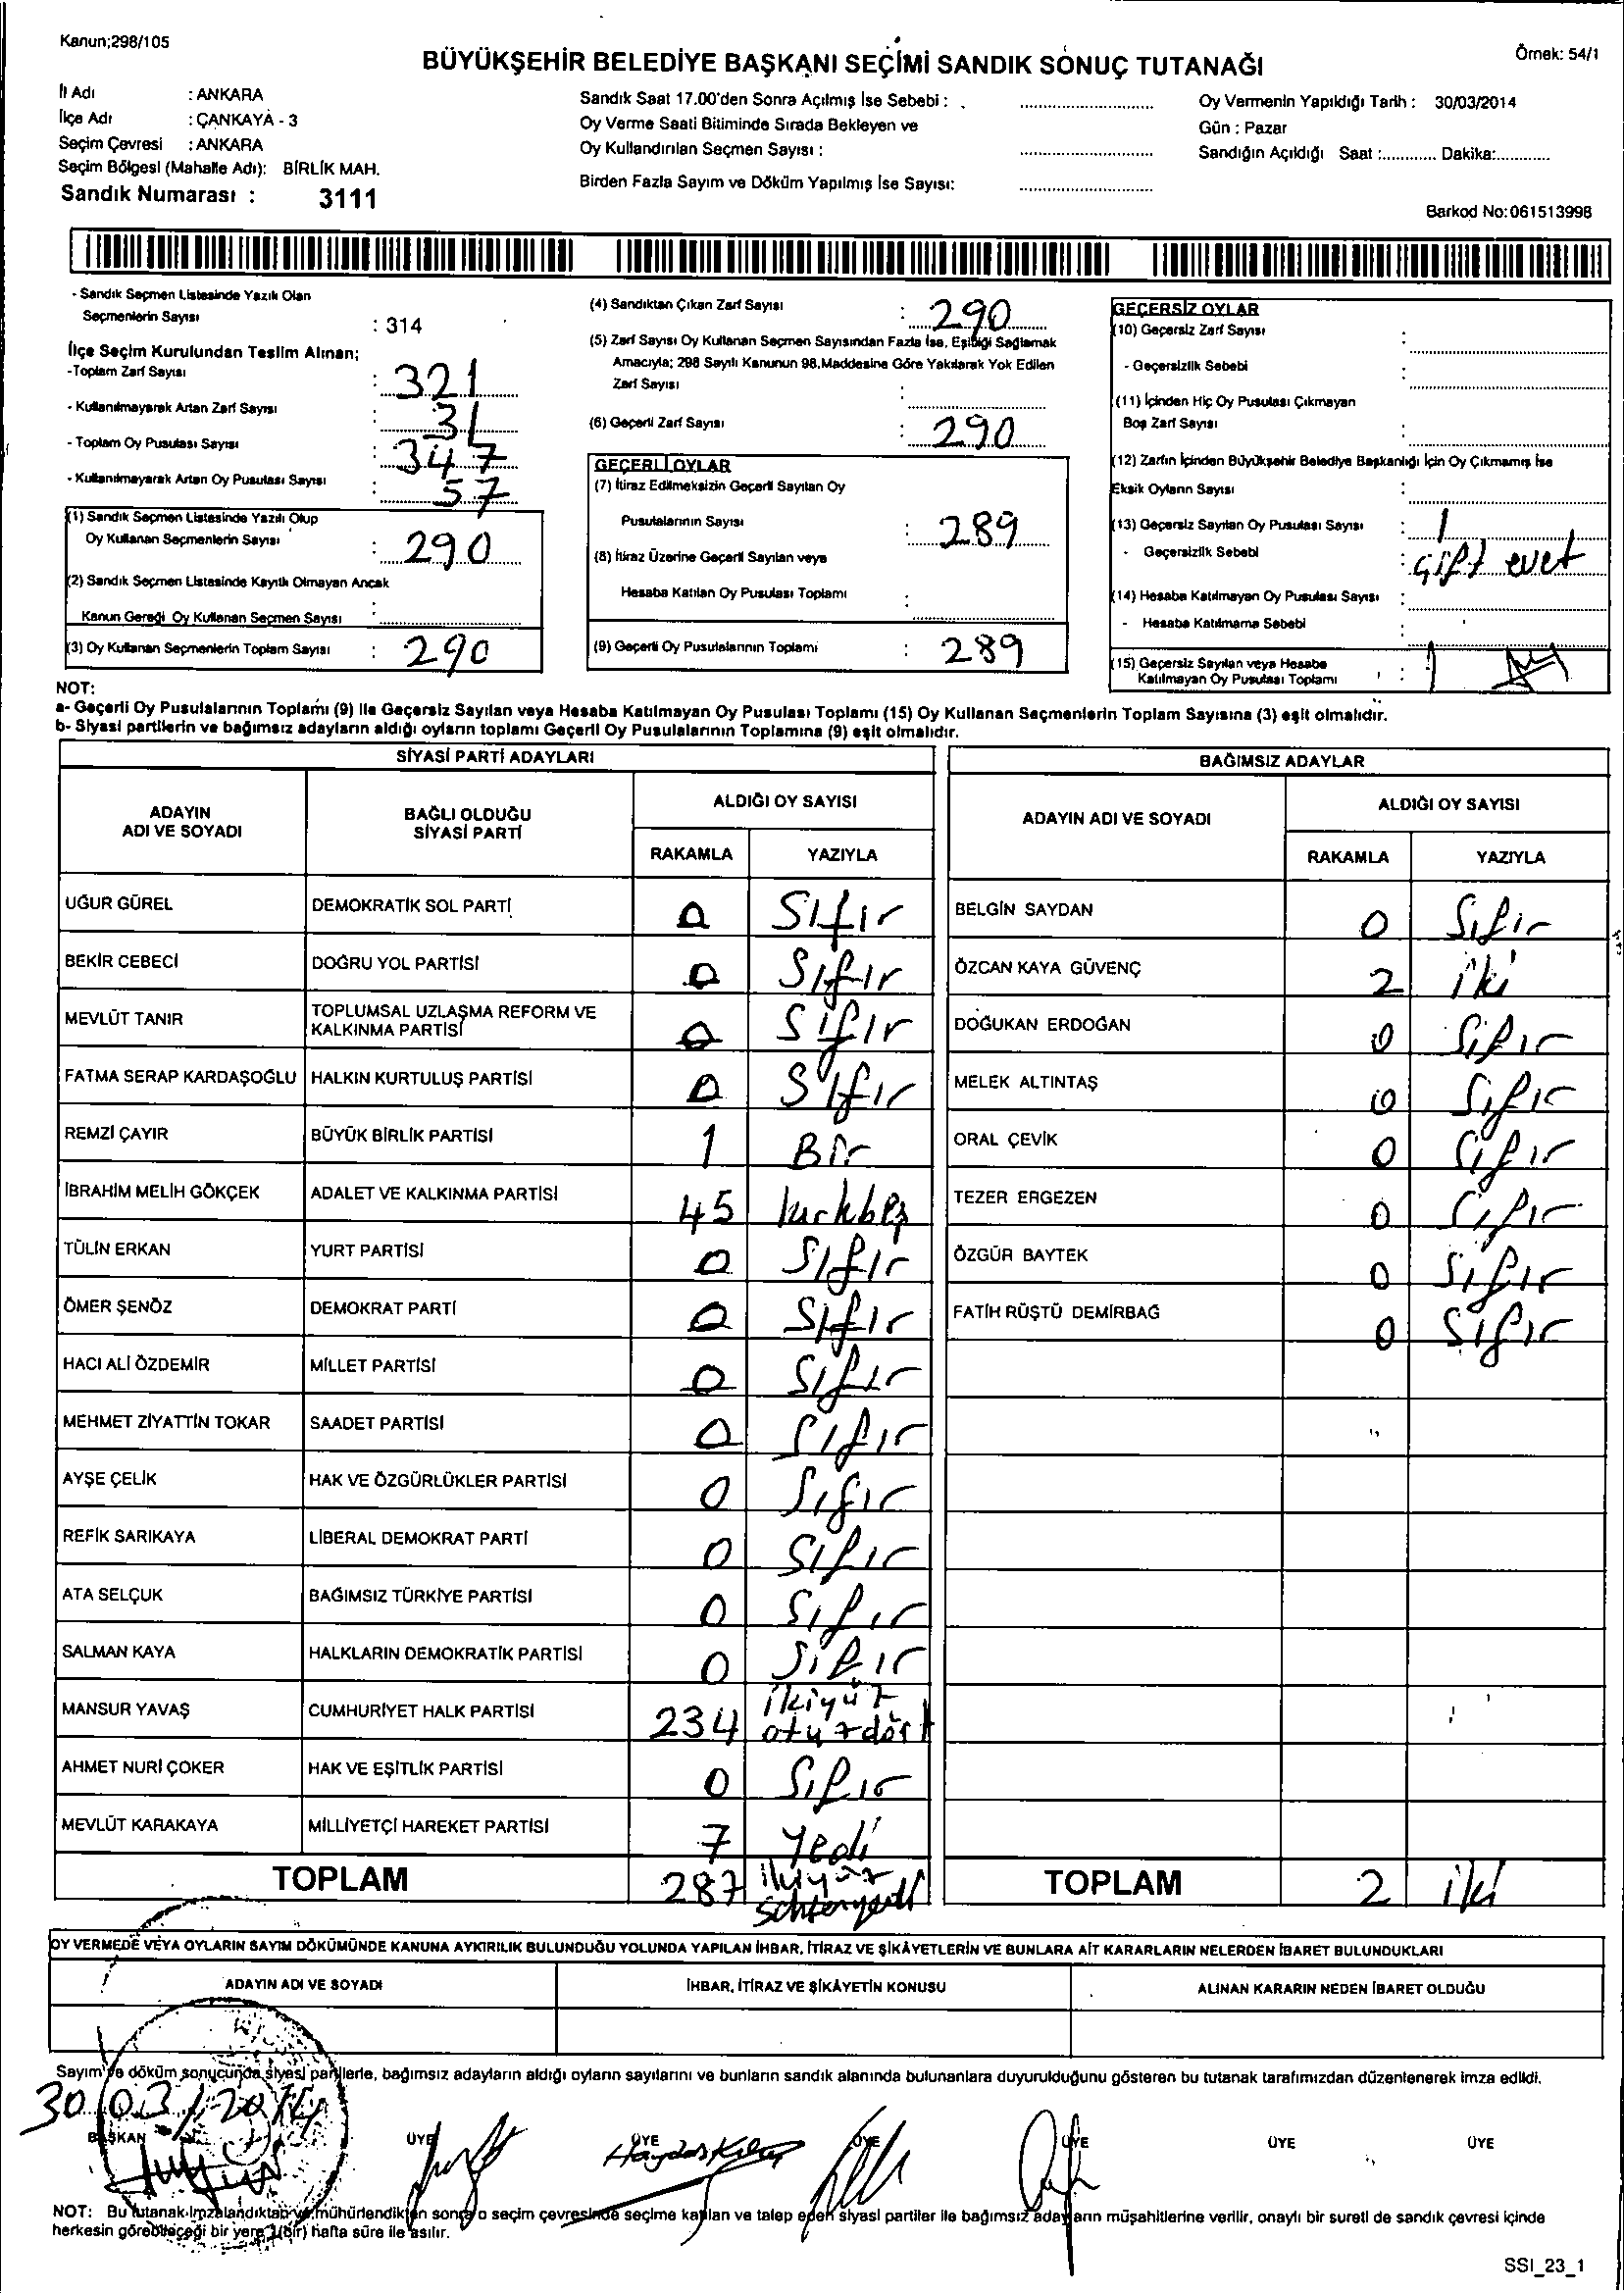 Kanun;298/105
Örnek: 54/1
BÜYÜKŞEHİR BELEDİYE BAŞKANI SEÇİMİ SANDIK SONUÇ TUTANAĞI
İl Adı : ANKARA
İlçe Adı : ÇANKAYA - 3
Seçim Çevresi : ANKARA
Seçim Bölgesi (Mahalle Adı): BİRLİK MAH.
Sandık Numarası : 3111
Sandık Saat 17.00'den Sonra Açılmış İse Sebebi :
Oy Verme Saati Bitiminde Sırada Bekleyen ve
Oy Kullandırılan Seçmen Sayısı :
Birden Fazla Sayım ve Döküm Yapılmış İse Sayısı:
Oy Vermenin Yapıldığı Tarih : 30/03/2014
Gün : Pazar
Sandığın Açıldığı Saat :............ Dakika:............
Barkod No:061513998
- Sandık Seçmen Listesinde Yazılı Olan
Seçmenlerin Sayısı : 314
İlçe Seçim Kurulundan Teslim Alınan;
-Toplam Zarf Sayısı : 321
- Kullanılmayarak Artan Zarf Sayısı : 31
- Toplam Oy Pusulası Sayısı : 347
- Kullanılmayarak Artan Oy Pusulası Sayısı : 57
(1) Sandık Seçmen Listesinde Yazılı Olup
Oy Kullanan Seçmenlerin Sayısı : 290
(2) Sandık Seçmen Listesinde Kayıtlı Olmayan Ancak
Kanun Gereği Oy Kullanan Seçmen Sayısı :
(3) Oy Kullanan Seçmenlerin Toplam Sayısı : 290
(4) Sandıktan Çıkan Zarf Sayısı : 290
(5) Zarf Sayısı Oy Kullanan Seçmen Sayısından Fazla İse, Eşitliği Sağlamak
Amacıyla; 298 Sayılı Kanunun 98.Maddesine Göre Yakılarak Yok Edilen
Zarf Sayısı :
(6) Geçerli Zarf Sayısı : 290
GEÇERLİ OYLAR
(7) İtiraz Edilmeksizin Geçerli Sayılan Oy
Pusulalarının Sayısı : 289
(8) İtiraz Üzerine Geçerli Sayılan veya
Hesaba Katılan Oy Pusulası Toplamı :
(9) Geçerli Oy Pusulalarının Toplamı : 289
GEÇERSİZ OYLAR
(10) Geçersiz Zarf Sayısı :
- Geçersizlik Sebebi :
(11) İçinden Hiç Oy Pusulası Çıkmayan
Boş Zarf Sayısı :
(12) Zarfın İçinden Büyükşehir Belediye Başkanlığı İçin Oy Çıkmamış İse
Eksik Oyların Sayısı :
(13) Geçersiz Sayılan Oy Pusulası Sayısı : 1
- Geçersizlik Sebebi : çift evet
(14) Hesaba Katılmayan Oy Pusulası Sayısı :
- Hesaba Katılmama Sebebi :
(15) Geçersiz Sayılan veya Hesaba
Katılmayan Oy Pusulası Toplamı : 1
NOT:
a- Geçerli Oy Pusulalarının Toplamı (9) ile Geçersiz Sayılan veya Hesaba Katılmayan Oy Pusulası Toplamı (15) Oy Kullanan Seçmenlerin Toplam Sayısına (3) eşit olmalıdır.
b- Siyasi partilerin ve bağımsız adayların aldığı oyların toplamı Geçerli Oy Pusulalarının Toplamına (9) eşit olmalıdır.
SİYASİ PARTİ ADAYLARI
ADAYIN ADI VE SOYADI
BAĞLI OLDUĞU SİYASİ PARTİ
ALDIĞI OY SAYISI
RAKAMLA YAZIYLA
UĞUR GÜREL DEMOKRATİK SOL PARTİ 0 Sıfır
BEKİR CEBECİ DOĞRU YOL PARTİSİ 0 Sıfır
MEVLÜT TANIR TOPLUMSAL UZLAŞMA REFORM VE KALKINMA PARTİSİ 0 Sıfır
FATMA SERAP KARDAŞOĞLU HALKIN KURTULUŞ PARTİSİ 0 Sıfır
REMZİ ÇAYIR BÜYÜK BİRLİK PARTİSİ 1 Bir
İBRAHİM MELİH GÖKÇEK ADALET VE KALKINMA PARTİSİ 45 kırkbeş
TÜLİN ERKAN YURT PARTİSİ 0 Sıfır
ÖMER ŞENÖZ DEMOKRAT PARTİ 0 Sıfır
HACI ALİ ÖZDEMİR MİLLET PARTİSİ 0 Sıfır
MEHMET ZİYATTİN TOKAR SAADET PARTİSİ 0 Sıfır
AYŞE ÇELİK HAK VE ÖZGÜRLÜKLER PARTİSİ 0 Sıfır
REFİK SARIKAYA LİBERAL DEMOKRAT PARTİ 0 Sıfır
ATA SELÇUK BAĞIMSIZ TÜRKİYE PARTİSİ 0 Sıfır
SALMAN KAYA HALKLARIN DEMOKRATİK PARTİSİ 0 Sıfır
MANSUR YAVAŞ CUMHURİYET HALK PARTİSİ 234 ikiyüz otuzdört
AHMET NURİ ÇOKER HAK VE EŞİTLİK PARTİSİ 0 Sıfır
MEVLÜT KARAKAYA MİLLİYETÇİ HAREKET PARTİSİ 7 Yedi
TOPLAM 287 ikiyüz seksenyedi
BAĞIMSIZ ADAYLAR
ADAYIN ADI VE SOYADI
ALDIĞI OY SAYISI
RAKAMLA YAZIYLA
BELGİN SAYDAN 0 Sıfır
ÖZCAN KAYA GÜVENÇ 2 iki
DOĞUKAN ERDOĞAN 0 Sıfır
MELEK ALTINTAŞ 0 Sıfır
ORAL ÇEVİK 0 Sıfır
TEZER ERGEZEN 0 Sıfır
ÖZGÜR BAYTEK 0 Sıfır
FATİH RÜŞTÜ DEMİRBAĞ 0 Sıfır
TOPLAM 2 iki
OY VERMEDE VEYA OYLARIN SAYIM DÖKÜMÜNDE KANUNA AYKIRILIK BULUNDUĞU YOLUNDA YAPILAN İHBAR, İTİRAZ VE ŞİKÂYETLERİN VE BUNLARA AİT KARARLARIN NELERDEN İBARET BULUNDUKLARI
ADAYIN ADI VE SOYADI İHBAR, İTİRAZ VE ŞİKÂYETİN KONUSU ALINAN KARARIN NEDEN İBARET OLDUĞU
Sayım ve döküm sonucunda siyasi partilerle, bağımsız adayların aldığı oyların sayılarını ve bunların sandık alanında bulunanlara duyurulduğunu gösteren bu tutanak tarafımızdan düzenlenerek imza edildi.
30/03/2014
BAŞKAN ÜYE ÜYE ÜYE ÜYE ÜYE ÜYE
NOT: Bu tutanak imzalandıktan ve mühürlendikten sonra o seçim çevresinde seçime katılan ve talep eden siyasi partiler ile bağımsız adayların müşahitlerine verilir, onaylı bir sureti de sandık çevresi içinde
herkesin görebileceği bir yere 1(bir) hafta süre ile asılır.
SSI_23_1